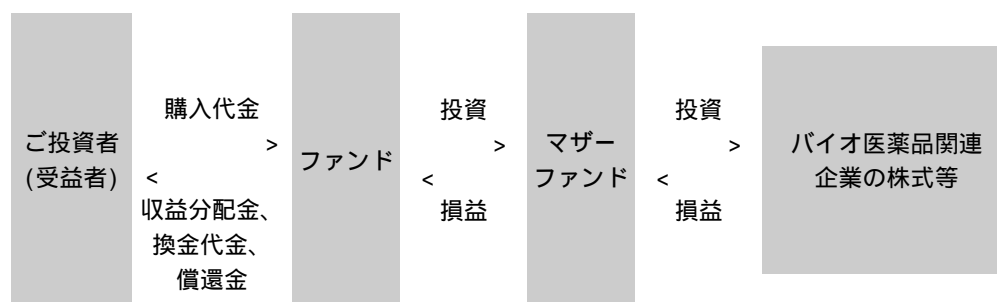 ご投資者
(受益者)
購入代金
>
<
収益分配金、
換金代金、
償還金
ファンド
投資
>
<
損益
マザー
ファンド
投資
>
<
損益
バイオ医薬品関連
企業の株式等